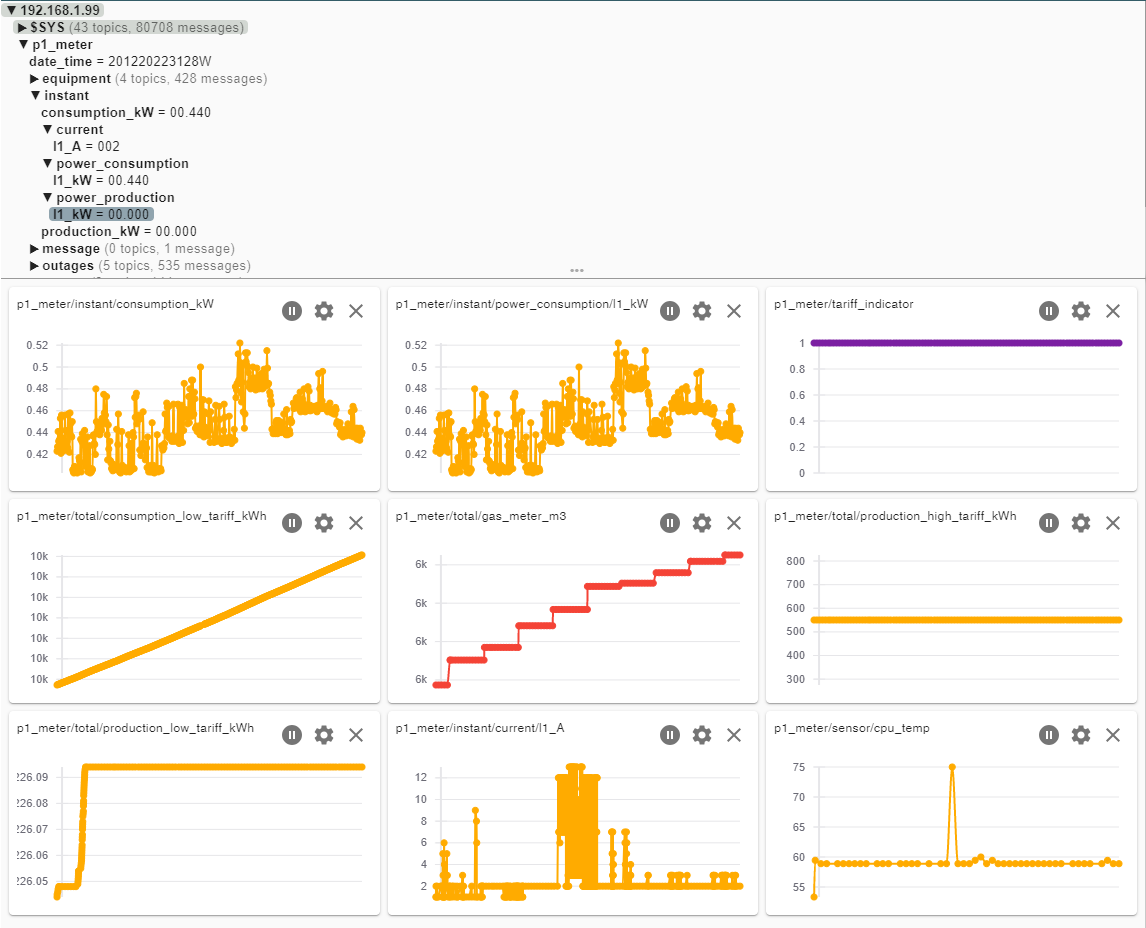 ▼ 192.168.1.99
▶ $SYS (43 topics, 80708 messages)
▼ p1_meter
date_time = 201220223128W
▶ equipment (4 topics, 428 messages)
▼ instant
consumption_kW = 00.440
▼ current
l1_A = 002
▼ power_consumption
l1_kW = 00.440
▼ power_production
l1_kW = 00.000
production_kW = 00.000
▶ message (0 topics, 1 message)
▶ outages (5 topics, 535 messages)
p1_meter/instant/consumption_kW
0.52
0.5
0.48
0.46
0.44
0.42
p1_meter/instant/power_consumption/l1_kW
0.52
0.5
0.48
0.46
0.44
0.42
p1_meter/tariff_indicator
1
0.8
0.6
0.4
0.2
0
p1_meter/total/consumption_low_tariff_kWh
10k
10k
10k
10k
10k
10k
10k
p1_meter/total/gas_meter_m3
6k
6k
6k
6k
p1_meter/total/production_high_tariff_kWh
800
700
600
500
400
300
p1_meter/total/production_low_tariff_kWh
226.09
226.08
226.07
226.06
226.05
p1_meter/instant/current/l1_A
12
10
8
6
4
2
p1_meter/sensor/cpu_temp
75
70
65
60
55